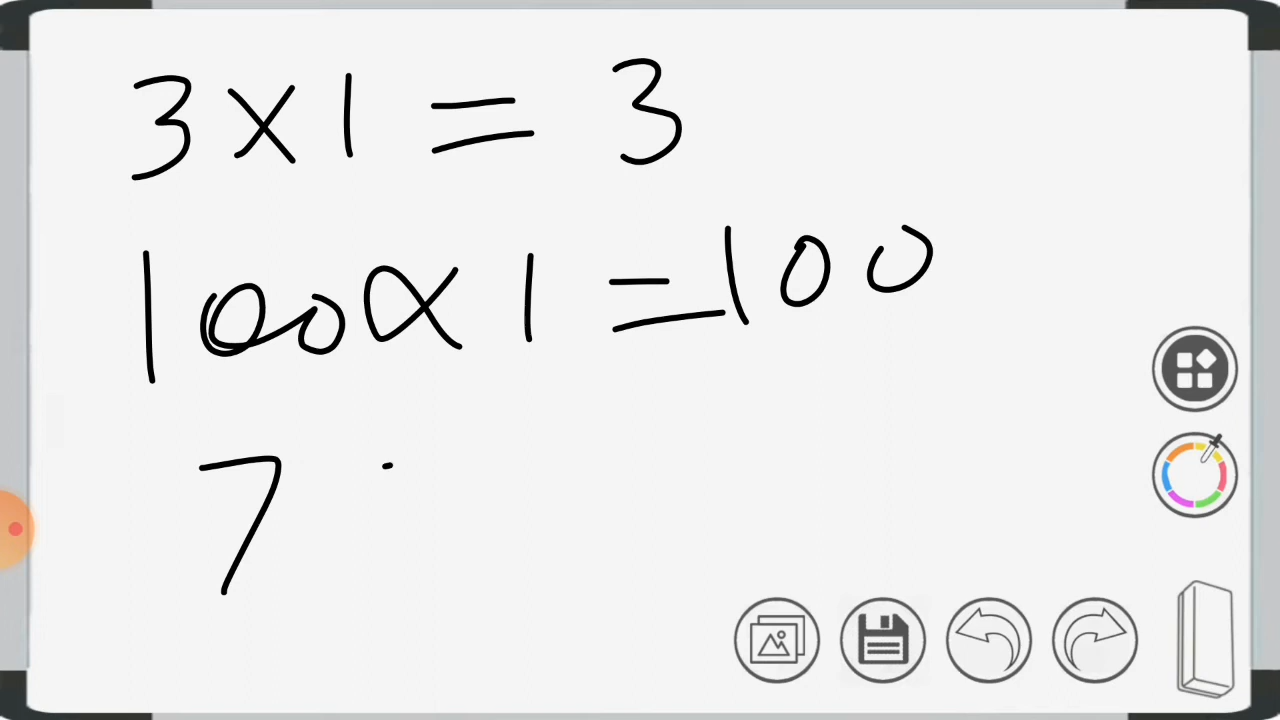 3 × 1 = 3
100 × 1 = 100
7